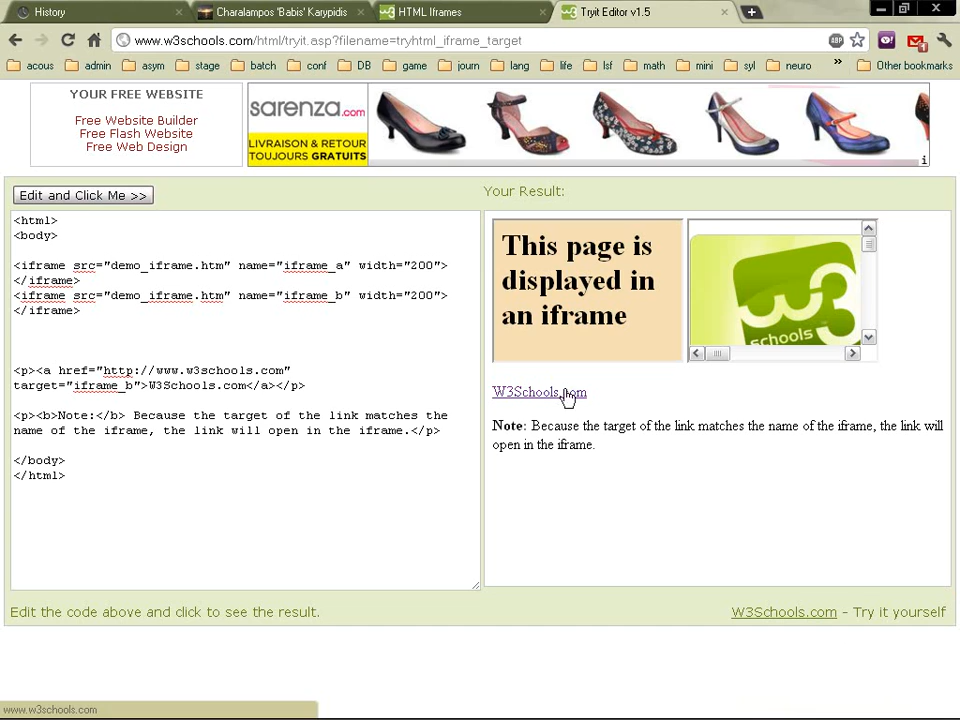 History
Charalampos 'Babis' Karypidis
HTML Iframes
Tryit Editor v1.5
www.w3schools.com/html/tryit.asp?filename=tryhtml_iframe_target
ABP
acous
admin
asym
stage
batch
conf
DB
game
journ
lang
life
lsf
math
mini
syl
neuro
»
Other bookmarks
YOUR FREE WEBSITE
Free Website Builder
Free Flash Website
Free Web Design
sarenza.com
LIVRAISON & RETOUR
TOUJOURS GRATUITS
i
Edit and Click Me >>
Your Result:
<html>
<body>
<iframe src="demo_iframe.htm" name="iframe_a" width="200">
</iframe>
<iframe src="demo_iframe.htm" name="iframe_b" width="200">
</iframe>
<p><a href="http://www.w3schools.com"
target="iframe_b">W3Schools.com</a></p>
<p><b>Note:</b> Because the target of the link matches the
name of the iframe, the link will open in the iframe.</p>
</body>
</html>
This page is
displayed in
an iframe
w3
schools
W3Schools.com
Note: Because the target of the link matches the name of the iframe, the link will
open in the iframe.
Edit the code above and click to see the result.
W3Schools.com - Try it yourself
www.w3schools.com